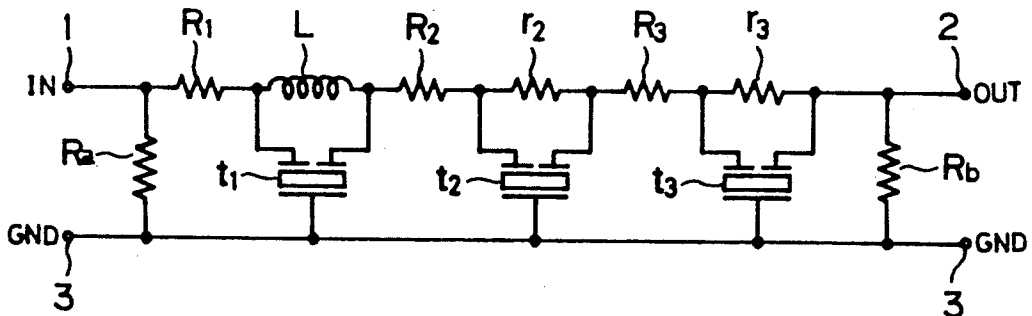 1 R1 L R2 r2 R3 r3 2
IN OUT
Ra t1 t2 t3 Rb
GND GND
3 3